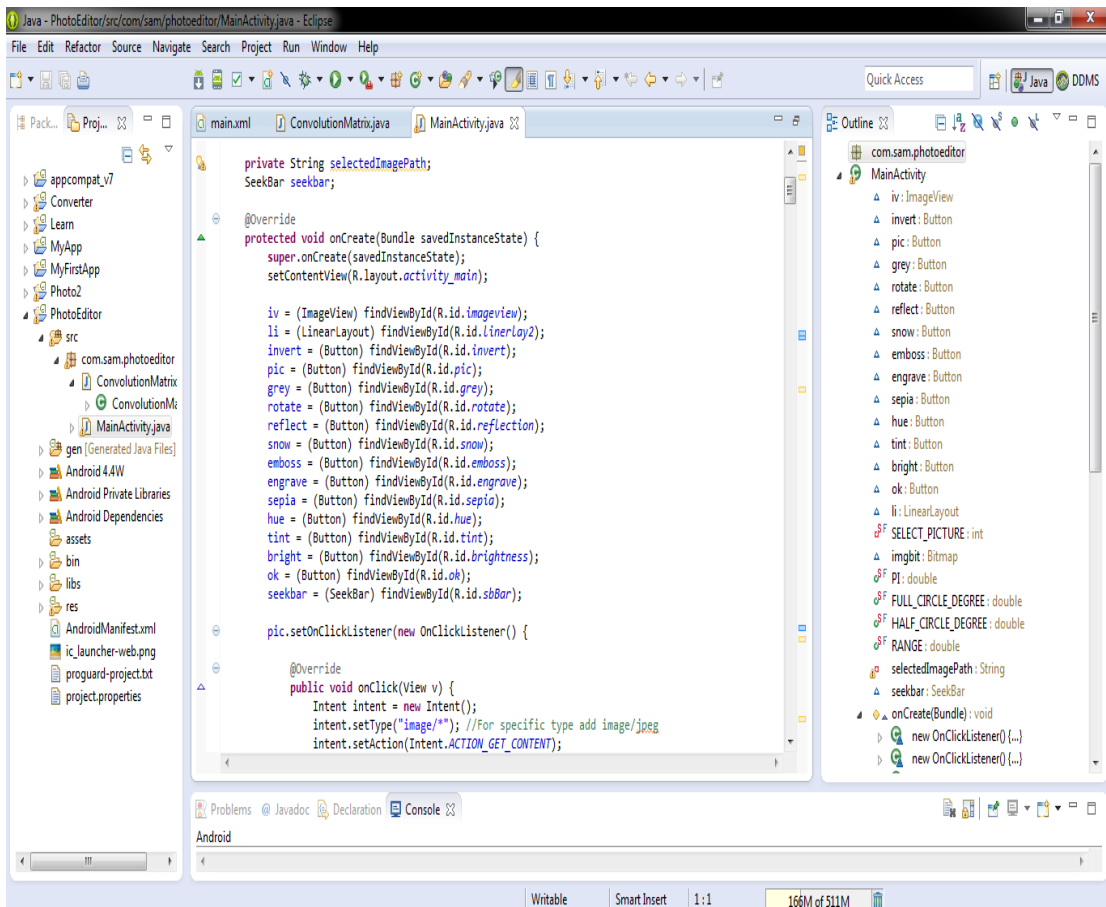 Java - PhotoEditor/src/com/sam/photoeditor/MainActivity.java - Eclipse
File Edit Refactor Source Navigate Search Project Run Window Help
Quick Access
Java
DDMS
Pack...
Proj...
appcompat_v7
Converter
Learn
MyApp
MyFirstApp
Photo2
PhotoEditor
src
com.sam.photoeditor
ConvolutionMatrix
ConvolutionMa
MainActivity.java
gen [Generated Java Files]
Android 4.4W
Android Private Libraries
Android Dependencies
assets
bin
libs
res
AndroidManifest.xml
ic_launcher-web.png
proguard-project.txt
project.properties
main.xml
ConvolutionMatrix.java
MainActivity.java
private String selectedImagePath;
SeekBar seekbar;
@Override
protected void onCreate(Bundle savedInstanceState) {
super.onCreate(savedInstanceState);
setContentView(R.layout.activity_main);
iv = (ImageView) findViewById(R.id.imageview);
li = (LinearLayout) findViewById(R.id.linerlay2);
invert = (Button) findViewById(R.id.invert);
pic = (Button) findViewById(R.id.pic);
grey = (Button) findViewById(R.id.grey);
rotate = (Button) findViewById(R.id.rotate);
reflect = (Button) findViewById(R.id.reflection);
snow = (Button) findViewById(R.id.snow);
emboss = (Button) findViewById(R.id.emboss);
engrave = (Button) findViewById(R.id.engrave);
sepia = (Button) findViewById(R.id.sepia);
hue = (Button) findViewById(R.id.hue);
tint = (Button) findViewById(R.id.tint);
bright = (Button) findViewById(R.id.brightness);
ok = (Button) findViewById(R.id.ok);
seekbar = (SeekBar) findViewById(R.id.sbBar);
pic.setOnClickListener(new OnClickListener() {
@Override
public void onClick(View v) {
Intent intent = new Intent();
intent.setType("image/*"); //For specific type add image/jpeg
intent.setAction(Intent.ACTION_GET_CONTENT);
Outline
com.sam.photoeditor
MainActivity
iv : ImageView
invert : Button
pic : Button
grey : Button
rotate : Button
reflect : Button
snow : Button
emboss : Button
engrave : Button
sepia : Button
hue : Button
tint : Button
bright : Button
ok : Button
li : LinearLayout
SELECT_PICTURE : int
imgbit : Bitmap
PI : double
FULL_CIRCLE_DEGREE : double
HALF_CIRCLE_DEGREE : double
RANGE : double
selectedImagePath : String
seekbar : SeekBar
onCreate(Bundle) : void
new OnClickListener() {...}
new OnClickListener() {...}
Problems @ Javadoc Declaration Console
Android
Writable Smart Insert 1 : 1 166M of 511M